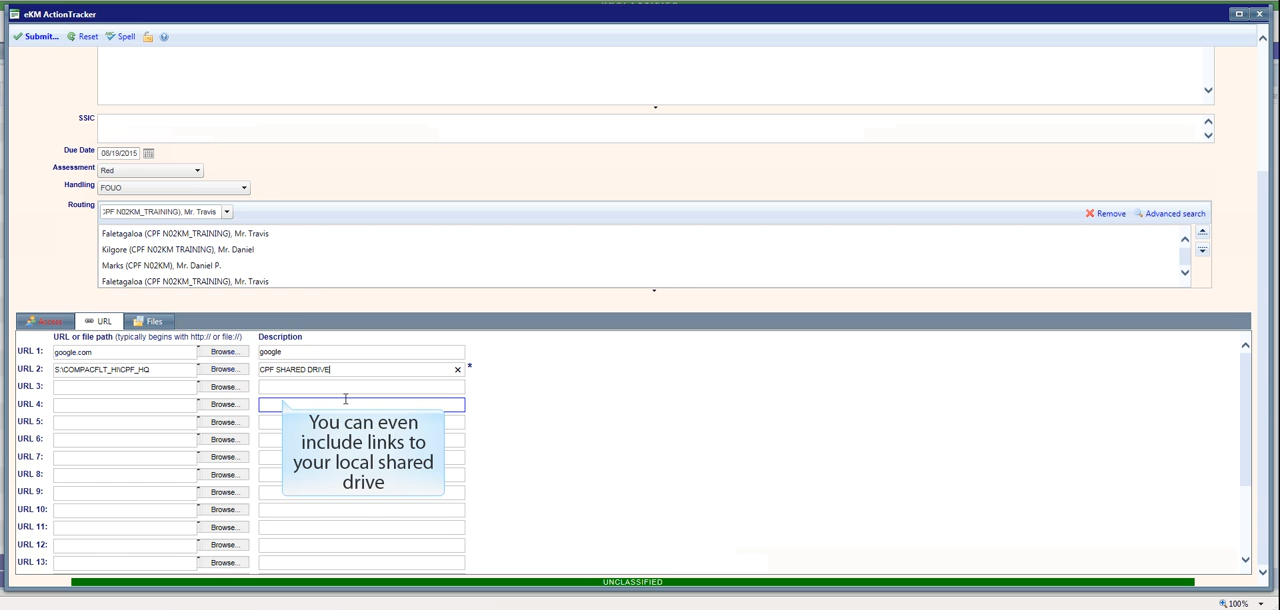 eKM ActionTracker
Submit... Reset Spell
SSIC
Due Date 08/19/2015
Assessment Red
Handling FOUO
Routing CPF N02KM_TRAINING), Mr. Travis Remove Advanced search
Faletagaloa (CPF N02KM_TRAINING), Mr. Travis
Kilgore (CPF N02KM TRAINING), Mr. Daniel
Marks (CPF N02KM), Mr. Daniel P.
Faletagaloa (CPF N02KM_TRAINING), Mr. Travis
URL Files
URL or file path (typically begins with http:// or file://) Description
URL 1: google.com Browse... google
URL 2: S:\COMPACFLT_HI\CPF_HQ Browse... CPF SHARED DRIVE *
URL 3: Browse...
URL 4: Browse...
URL 5: Browse...
URL 6: Browse...
URL 7: Browse...
URL 8: Browse...
URL 9: Browse...
URL 10: Browse...
URL 11: Browse...
URL 12: Browse...
URL 13: Browse...
You can even
include links to
your local shared
drive
UNCLASSIFIED
100%